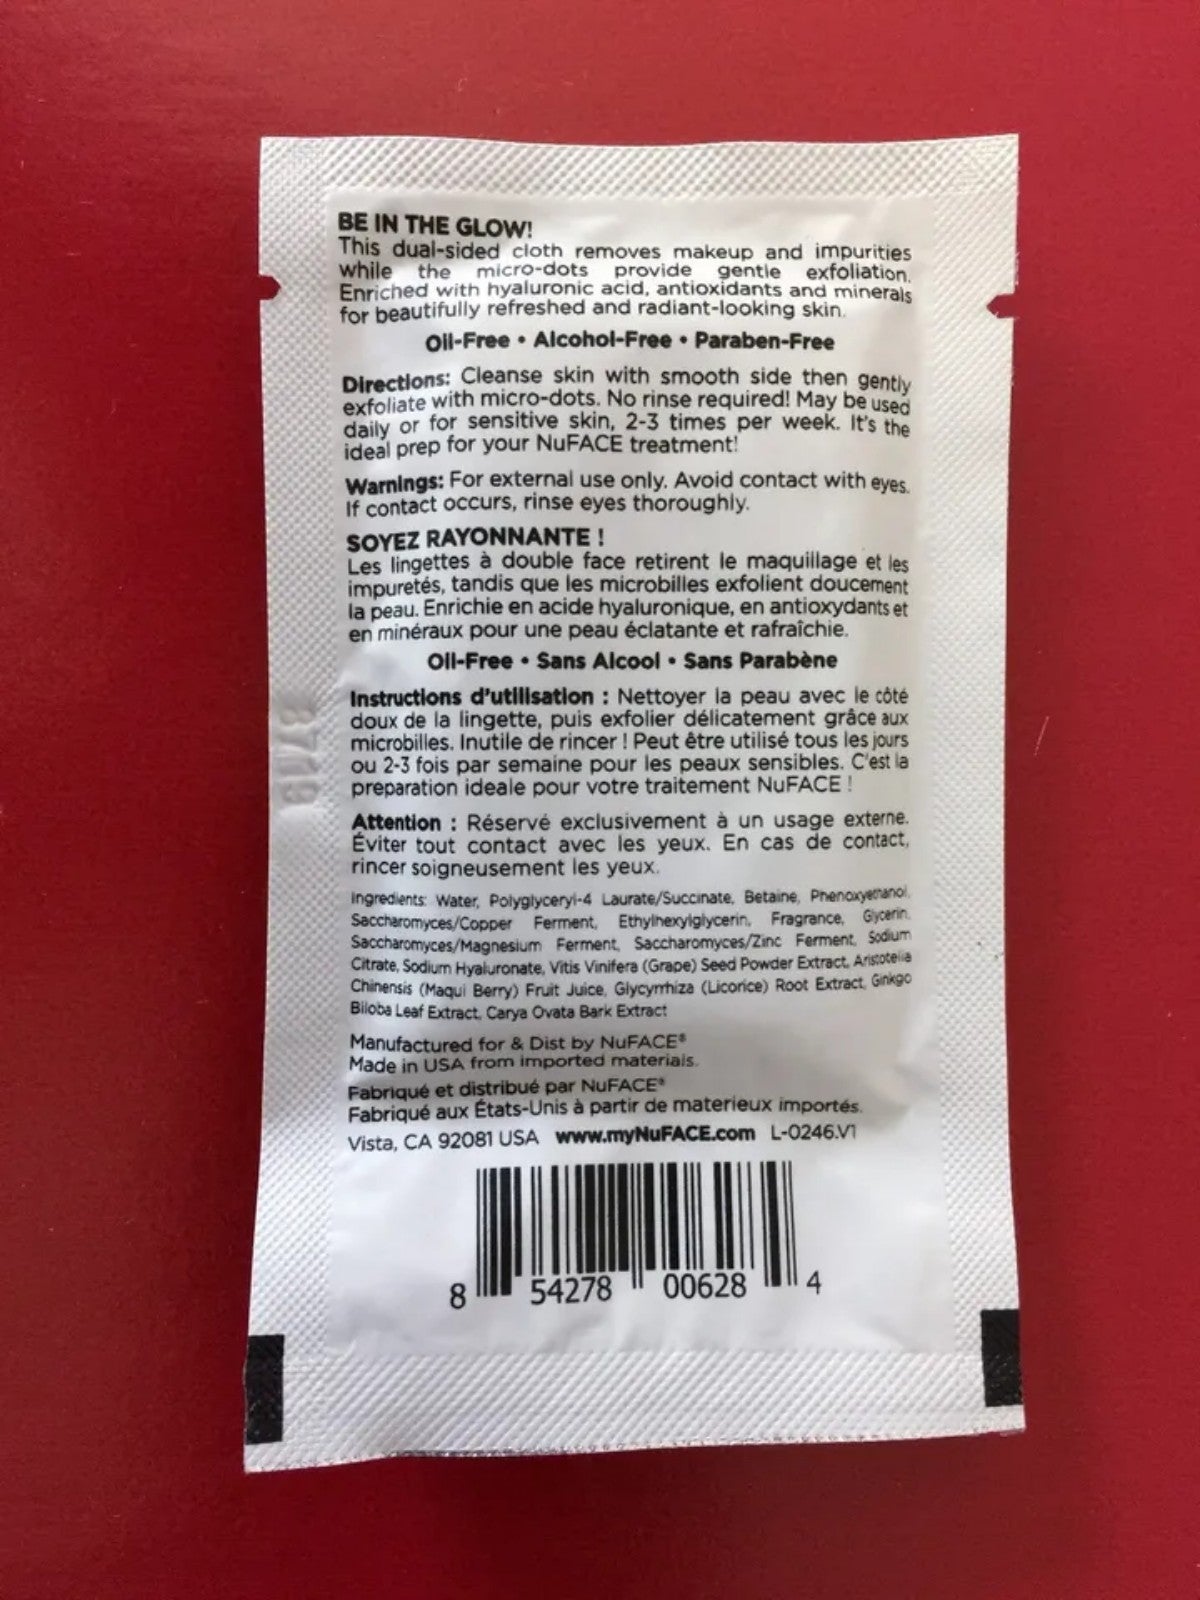 BE IN THE GLOW!
This dual-sided cloth removes makeup and impurities
while the micro-dots provide gentle exfoliation.
Enriched with hyaluronic acid, antioxidants and minerals
for beautifully refreshed and radiant-looking skin.
Oil-Free • Alcohol-Free • Paraben-Free
Directions: Cleanse skin with smooth side then gently
exfoliate with micro-dots. No rinse required! May be used
daily or for sensitive skin, 2-3 times per week. It's the
ideal prep for your NuFACE treatment!
Warnings: For external use only. Avoid contact with eyes.
If contact occurs, rinse eyes thoroughly.
SOYEZ RAYONNANTE !
Les lingettes à double face retirent le maquillage et les
impuretés, tandis que les microbilles exfolient doucement
la peau. Enrichie en acide hyaluronique, en antioxydants et
en minéraux pour une peau éclatante et rafraîchie.
Oil-Free • Sans Alcool • Sans Parabène
Instructions d'utilisation : Nettoyer la peau avec le côté
doux de la lingette, puis exfolier délicatement grâce aux
microbilles. Inutile de rincer ! Peut être utilisé tous les jours
ou 2-3 fois par semaine pour les peaux sensibles. C'est la
preparation ideale pour votre traitement NuFACE !
Attention : Réservé exclusivement à un usage externe.
Éviter tout contact avec les yeux. En cas de contact,
rincer soigneusement les yeux.
Ingredients: Water, Polyglyceryl-4 Laurate/Succinate, Betaine, Phenoxyethanol,
Saccharomyces/Copper Ferment, Ethylhexylglycerin, Fragrance, Glycerin,
Saccharomyces/Magnesium Ferment, Saccharomyces/Zinc Ferment, Sodium
Citrate, Sodium Hyaluronate, Vitis Vinifera (Grape) Seed Powder Extract, Aristotelia
Chinensis (Maqui Berry) Fruit Juice, Glycyrrhiza (Licorice) Root Extract, Ginkgo
Biloba Leaf Extract, Carya Ovata Bark Extract
Manufactured for & Dist by NuFACE®
Made in USA from imported materials.
Fabriqué et distribué par NuFACE®
Fabriqué aux États-Unis à partir de materieux importés.
Vista, CA 92081 USA www.myNuFACE.com L-0246.V1
8 54278 00628 4